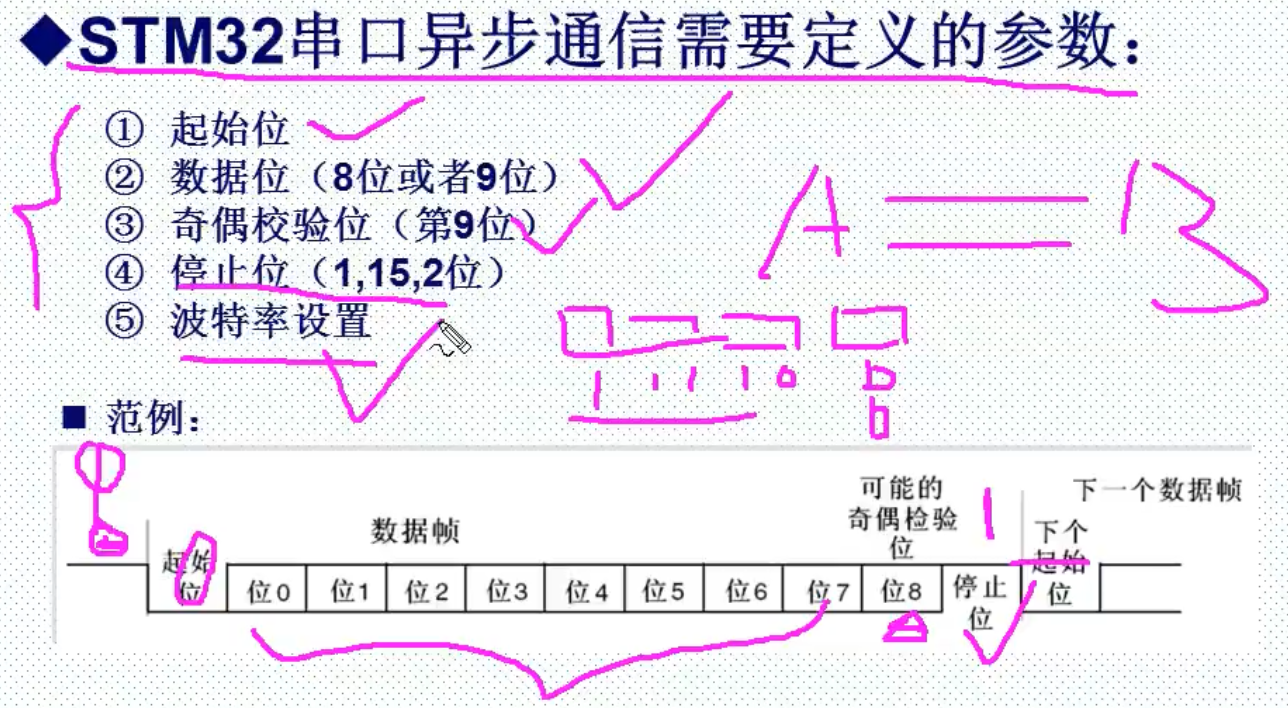 ◆STM32串口异步通信需要定义的参数:
① 起始位
② 数据位（8位或者9位）
③ 奇偶校验位（第9位）
④ 停止位（1,15,2位）
⑤ 波特率设置
A B
1 1 1 1 0
■ 范例:
可能的 下一个数据帧
数据帧 奇偶检验 1 下个
起始 位 起始
位 位0 位1 位2 位3 位4 位5 位6 位7 位8 停止 位
位